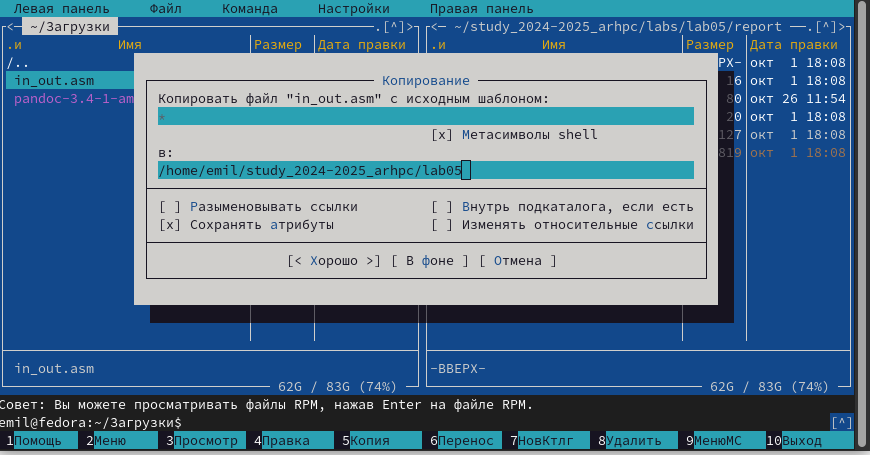 Левая панель Файл Команда Настройки Правая панель
<─ ~/Загрузки .[^]> <─ ~/study_2024-2025_arhpc/labs/lab05/report ──.[^]>
.и Имя Размер Дата правки .и Имя Размер Дата правки
/.. РХ- окт 1 18:08
in_out.asm 16 окт 1 18:08
pandoc-3.4-1-am 80 окт 26 11:54
20 окт 1 18:08
127 окт 1 18:08
819 окт 1 18:08
Копирование
Копировать файл "in_out.asm" с исходным шаблоном:
*
[x] Метасимволы shell
в:
/home/emil/study_2024-2025_arhpc/lab05
[ ] Разыменовывать ссылки [ ] Внутрь подкаталога, если есть
[x] Сохранять атрибуты [ ] Изменять относительные ссылки
[< Хорошо >] [ В фоне ] [ Отмена ]
in_out.asm -ВВЕРХ-
62G / 83G (74%) 62G / 83G (74%)
Совет: Вы можете просматривать файлы RPM, нажав Enter на файле RPM.
emil@fedora:~/Загрузки$ [^]
1Помощь 2Меню 3Просмотр 4Правка 5Копия 6Перенос 7НовКтлг 8Удалить 9МенюMC 10Выход